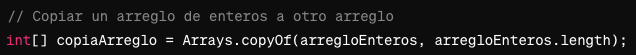 // Copiar un arreglo de enteros a otro arreglo
int[] copiaArreglo = Arrays.copyOf(arregloEnteros, arregloEnteros.length);